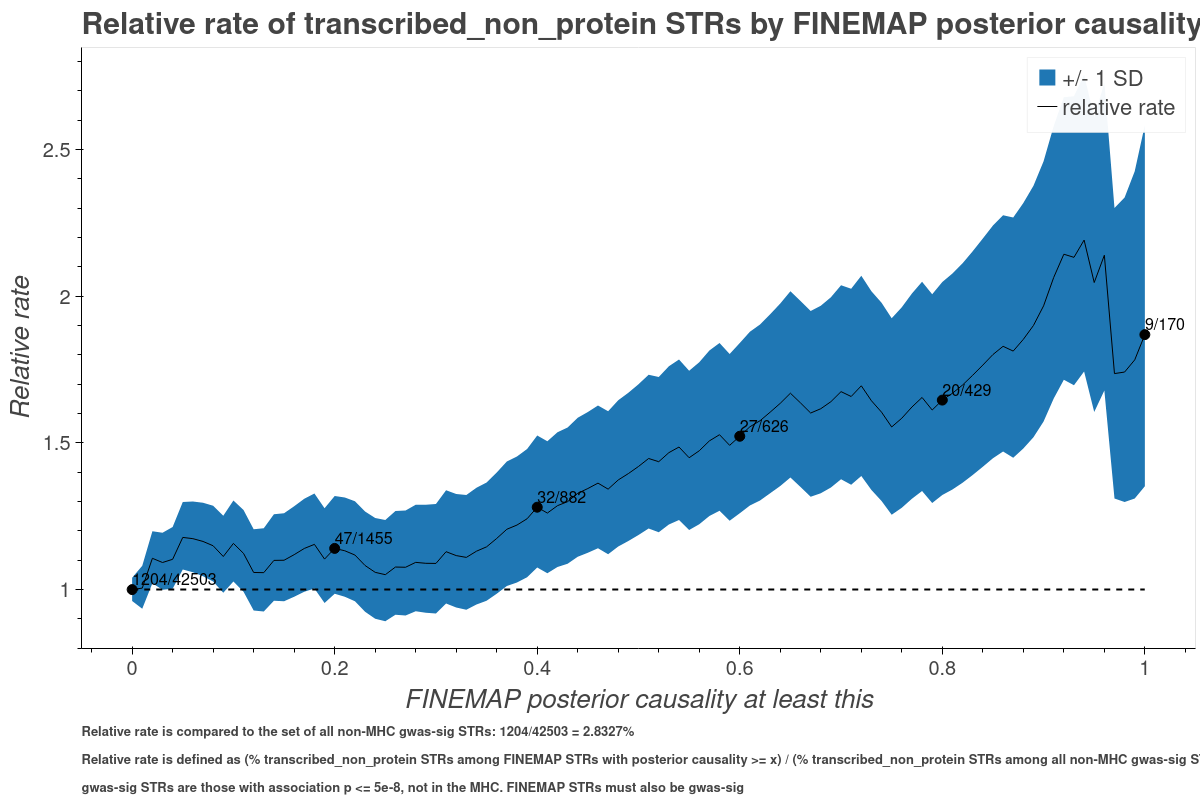 Relative rate of transcribed_non_protein STRs by FINEMAP posterior causality
+/- 1 SD
relative rate
Relative rate
2.5
2
1.5
1
1204/42503
47/1455
32/882
27/626
20/429
9/170
0
0.2
0.4
0.6
0.8
1
FINEMAP posterior causality at least this
Relative rate is compared to the set of all non-MHC gwas-sig STRs: 1204/42503 = 2.8327%
Relative rate is defined as (% transcribed_non_protein STRs among FINEMAP STRs with posterior causality >= x) / (% transcribed_non_protein STRs among all non-MHC gwas-sig
gwas-sig STRs are those with association p <= 5e-8, not in the MHC. FINEMAP STRs must also be gwas-sig